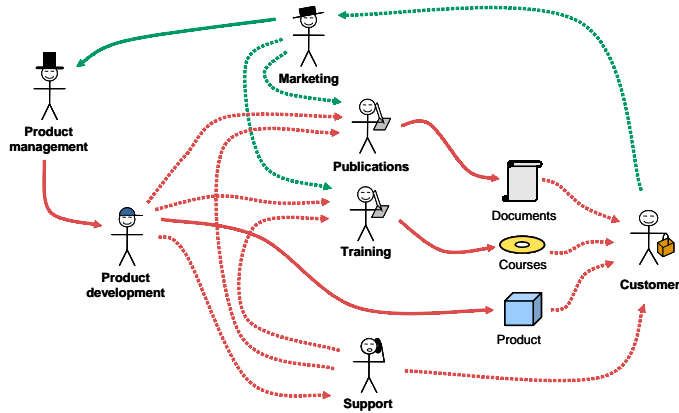 Marketing
Product
management
Publications
Documents
Training
Product
development
Courses
Customer
Product
Support